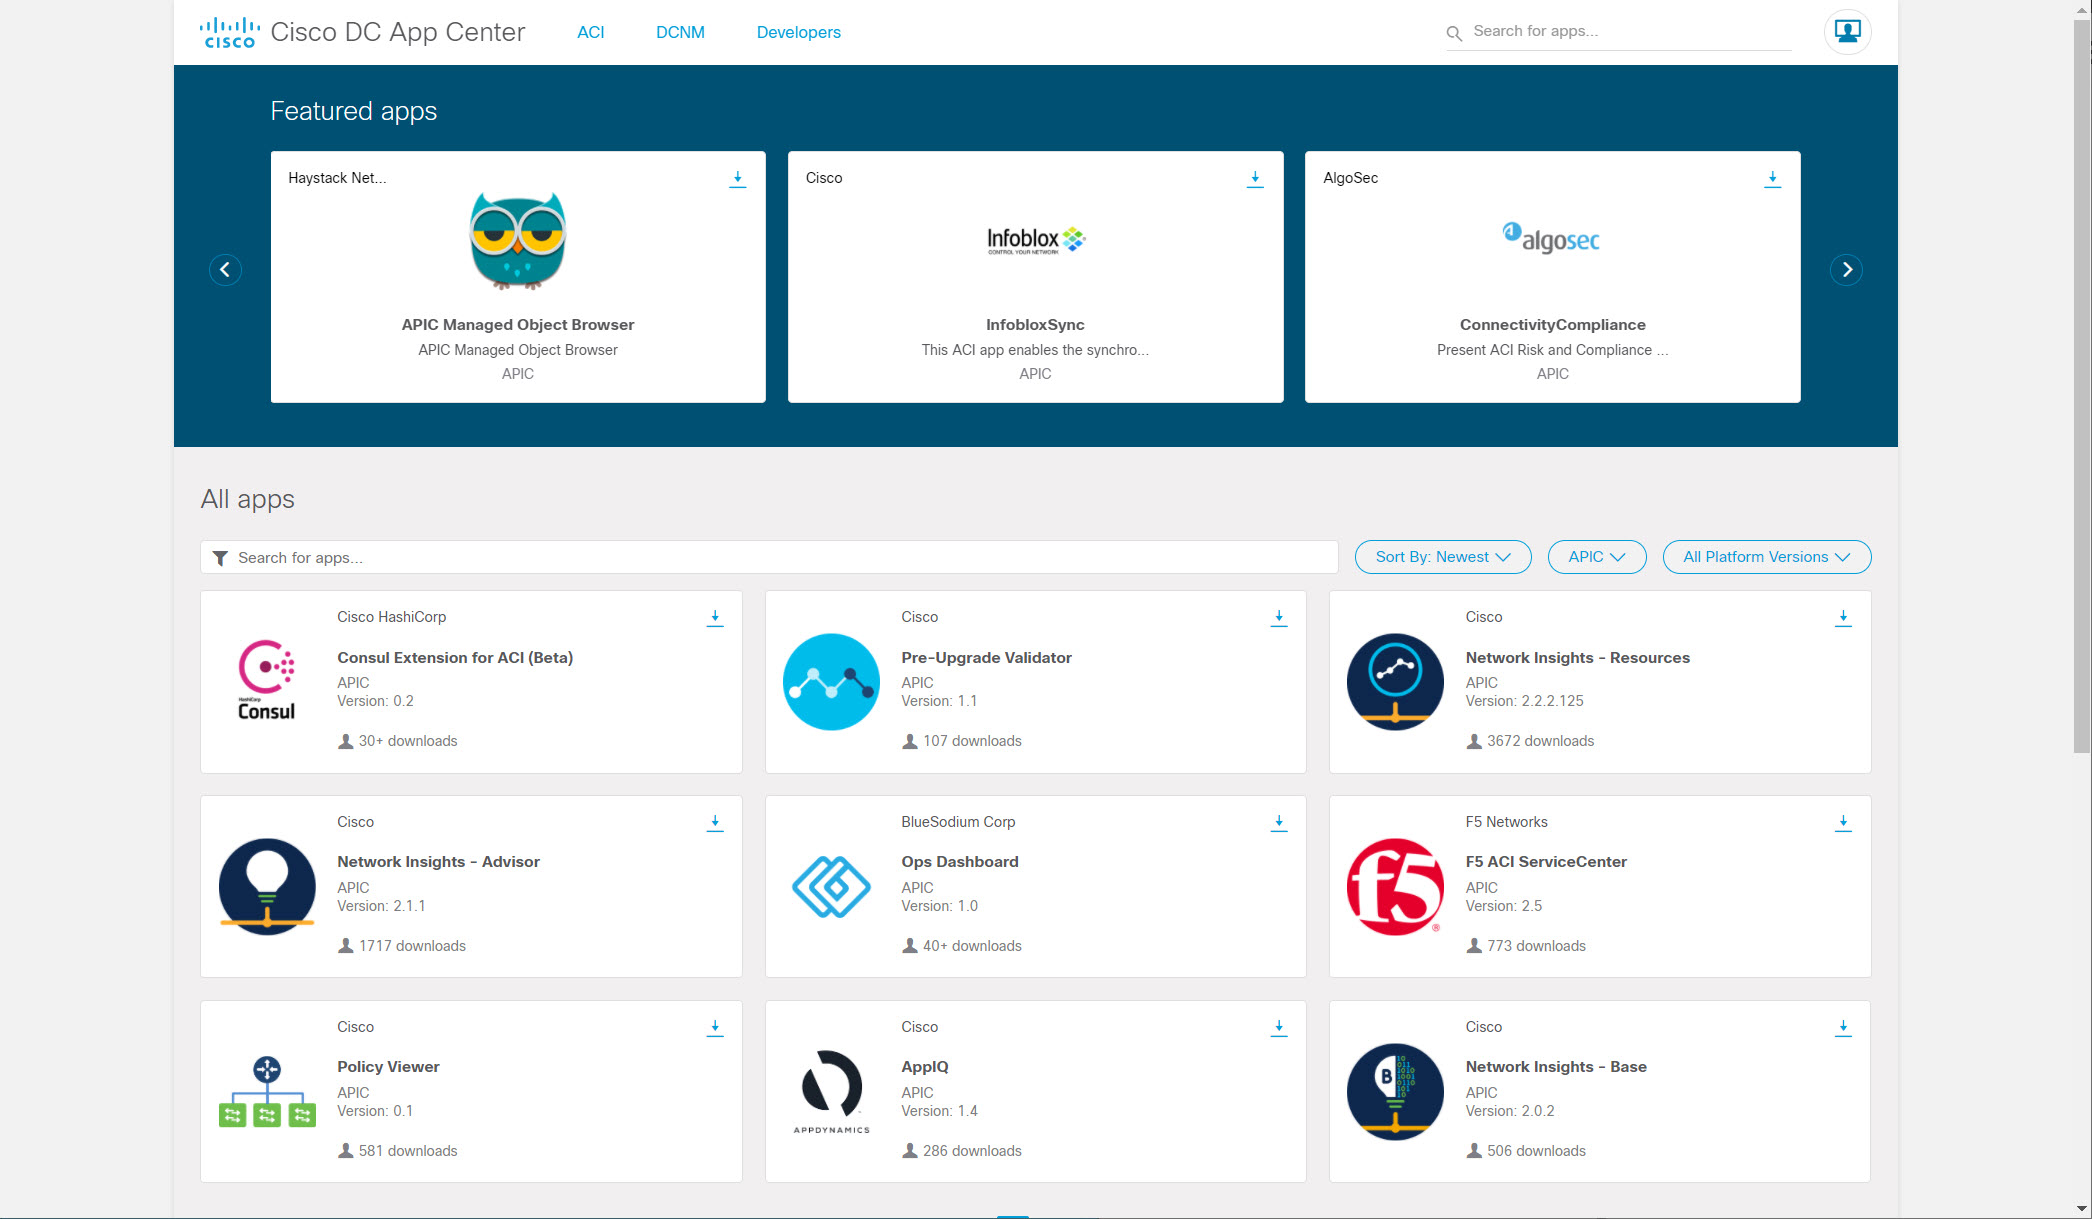 cisco Cisco DC App Center ACI DCNM Developers Search for apps...
Featured apps
Haystack Net...
APIC Managed Object Browser
APIC Managed Object Browser
APIC
Cisco
Infoblox
CONTROL YOUR NETWORK
InfobloxSync
This ACI app enables the synchro...
APIC
AlgoSec
algosec
ConnectivityCompliance
Present ACI Risk and Compliance ...
APIC
All apps
Search for apps... Sort By: Newest APIC All Platform Versions
Cisco HashiCorp
HashiCorp
Consul
Consul Extension for ACI (Beta)
APIC
Version: 0.2
30+ downloads
Cisco
Pre-Upgrade Validator
APIC
Version: 1.1
107 downloads
Cisco
Network Insights - Resources
APIC
Version: 2.2.2.125
3672 downloads
Cisco
Network Insights - Advisor
APIC
Version: 2.1.1
1717 downloads
BlueSodium Corp
Ops Dashboard
APIC
Version: 1.0
40+ downloads
F5 Networks
f5®
F5 ACI ServiceCenter
APIC
Version: 2.5
773 downloads
Cisco
Policy Viewer
APIC
Version: 0.1
581 downloads
Cisco
APPDYNAMICS
AppIQ
APIC
Version: 1.4
286 downloads
Cisco
B
Network Insights - Base
APIC
Version: 2.0.2
506 downloads